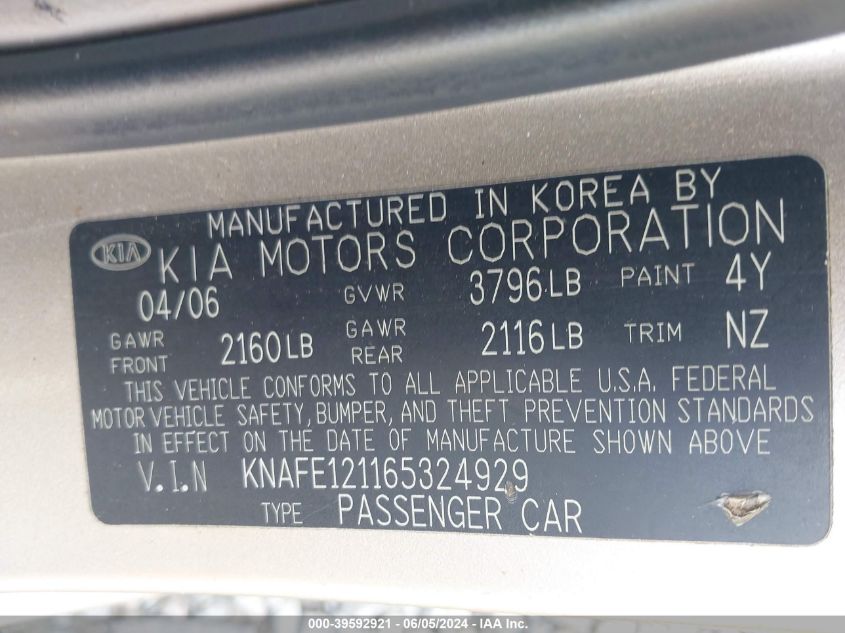 MANUFACTURED IN KOREA BY
KIA KIA MOTORS CORPORATION
04/06 GVWR 3796LB PAINT 4Y
GAWR FRONT 2160LB GAWR REAR 2116LB TRIM NZ
THIS VEHICLE CONFORMS TO ALL APPLICABLE U.S.A. FEDERAL
MOTOR VEHICLE SAFETY, BUMPER, AND THEFT PREVENTION STANDARDS
IN EFFECT ON THE DATE OF MANUFACTURE SHOWN ABOVE
V.I.N KNAFE121165324929
TYPE PASSENGER CAR
000-39592921 - 06/05/2024 - IAA Inc.